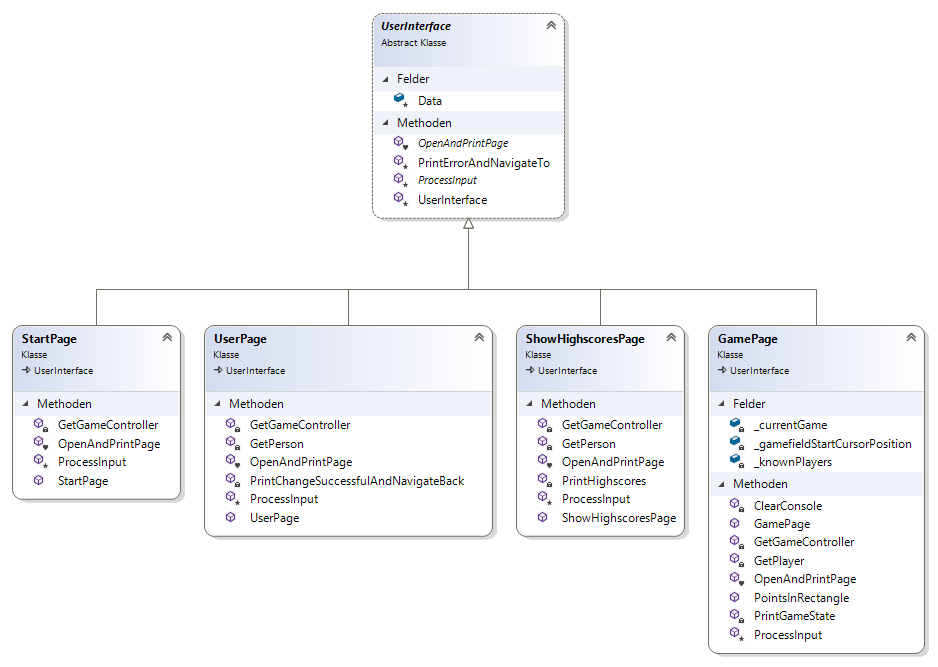 UserInterface
Abstract Klasse
Felder
Data
Methoden
OpenAndPrintPage
PrintErrorAndNavigateTo
ProcessInput
UserInterface
StartPage
Klasse
UserInterface
Methoden
GetGameController
OpenAndPrintPage
ProcessInput
StartPage
UserPage
Klasse
UserInterface
Methoden
GetGameController
GetPerson
OpenAndPrintPage
PrintChangeSuccessfulAndNavigateBack
ProcessInput
UserPage
ShowHighscoresPage
Klasse
UserInterface
Methoden
GetGameController
GetPerson
OpenAndPrintPage
PrintHighscores
ProcessInput
ShowHighscoresPage
GamePage
Klasse
UserInterface
Felder
_currentGame
_gamefieldStartCursorPosition
_knownPlayers
Methoden
ClearConsole
GamePage
GetGameController
GetPlayer
OpenAndPrintPage
PointsInRectangle
PrintGameState
ProcessInput